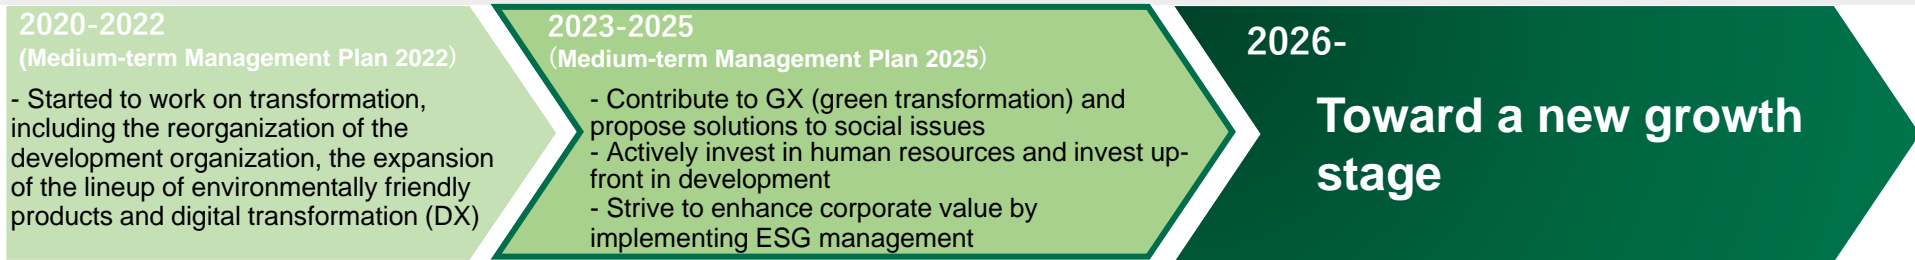 2020-2022
(Medium-term Management Plan 2022)
- Started to work on transformation,
including the reorganization of the
development organization, the expansion
of the lineup of environmentally friendly
products and digital transformation (DX)
2023-2025
(Medium-term Management Plan 2025)
- Contribute to GX (green transformation) and
propose solutions to social issues
- Actively invest in human resources and invest up-
front in development
- Strive to enhance corporate value by
implementing ESG management
2026-
Toward a new growth
stage